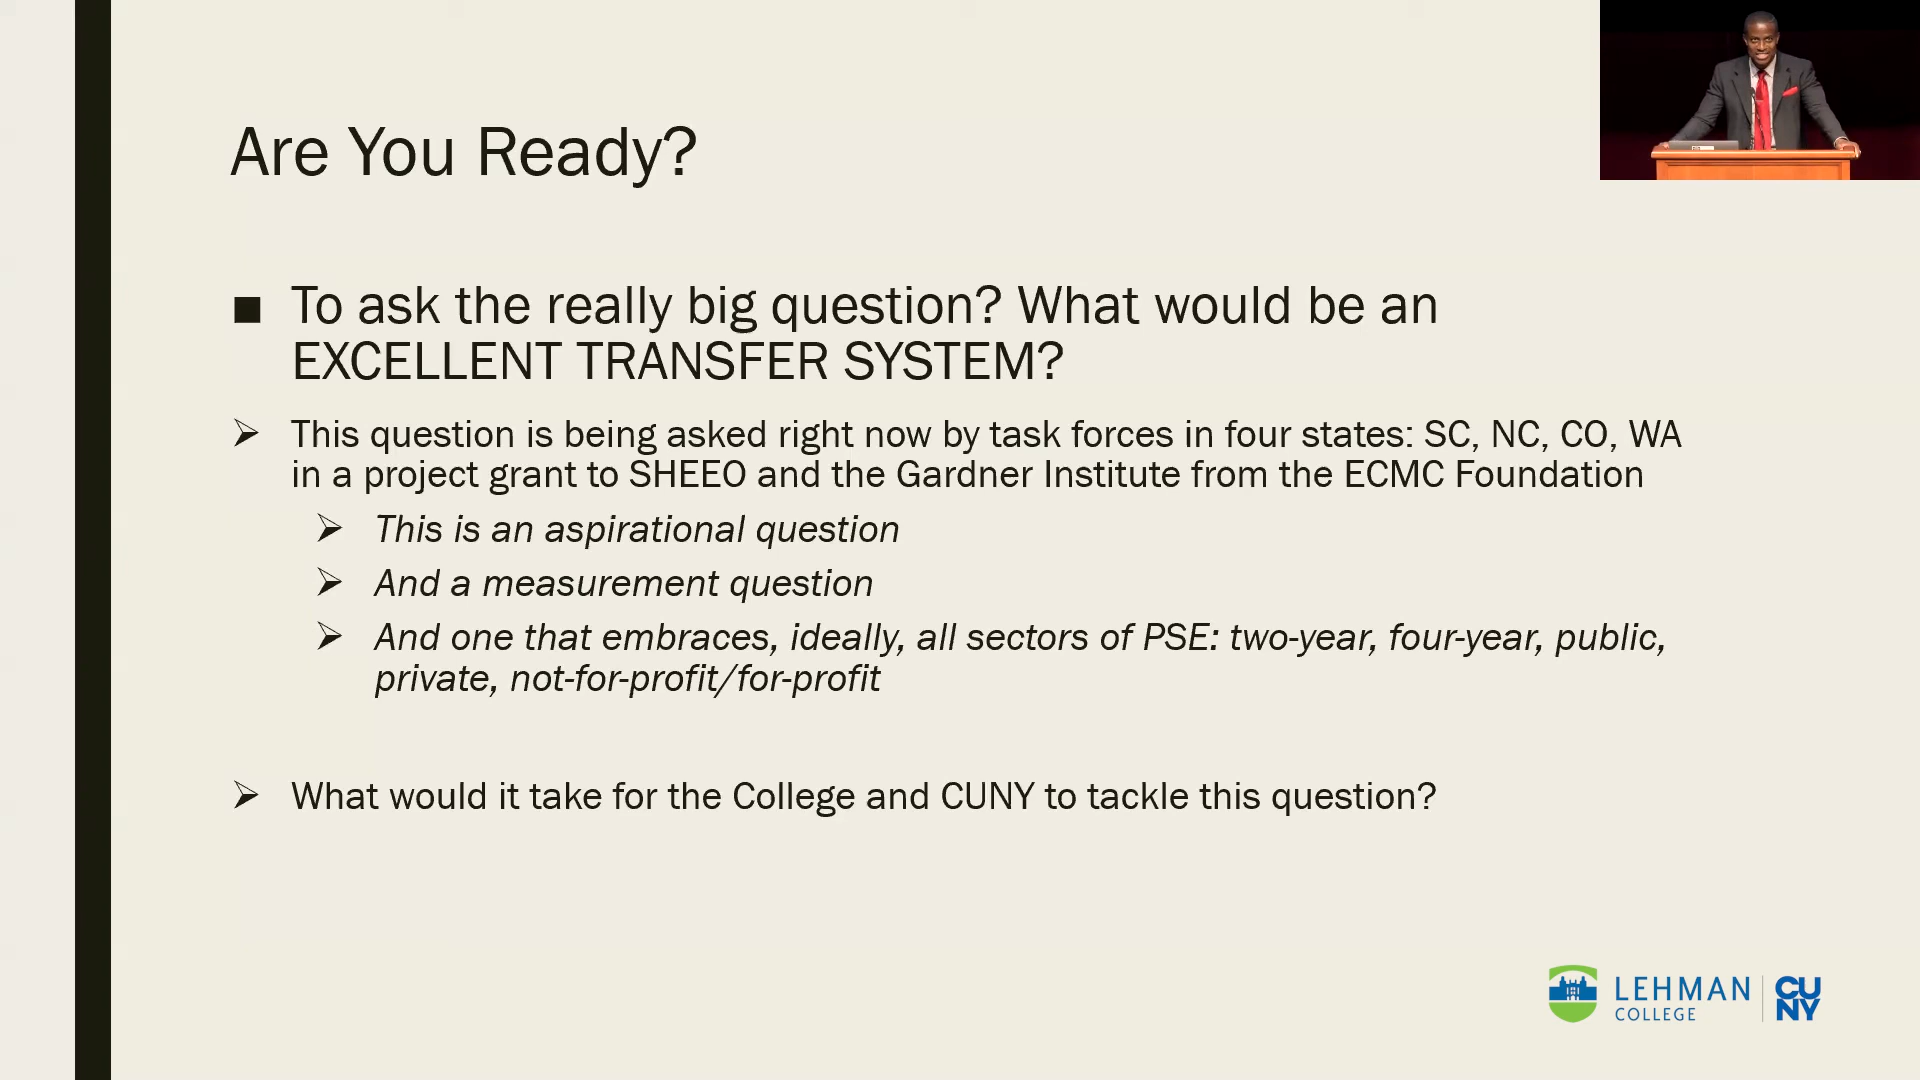 Are You Ready?
To ask the really big question? What would be an
EXCELLENT TRANSFER SYSTEM?
This question is being asked right now by task forces in four states: SC, NC, CO, WA
in a project grant to SHEEO and the Gardner Institute from the ECMC Foundation
This is an aspirational question
And a measurement question
And one that embraces, ideally, all sectors of PSE: two-year, four-year, public,
private, not-for-profit/for-profit
What would it take for the College and CUNY to tackle this question?
LEHMAN
COLLEGE
CU
NY